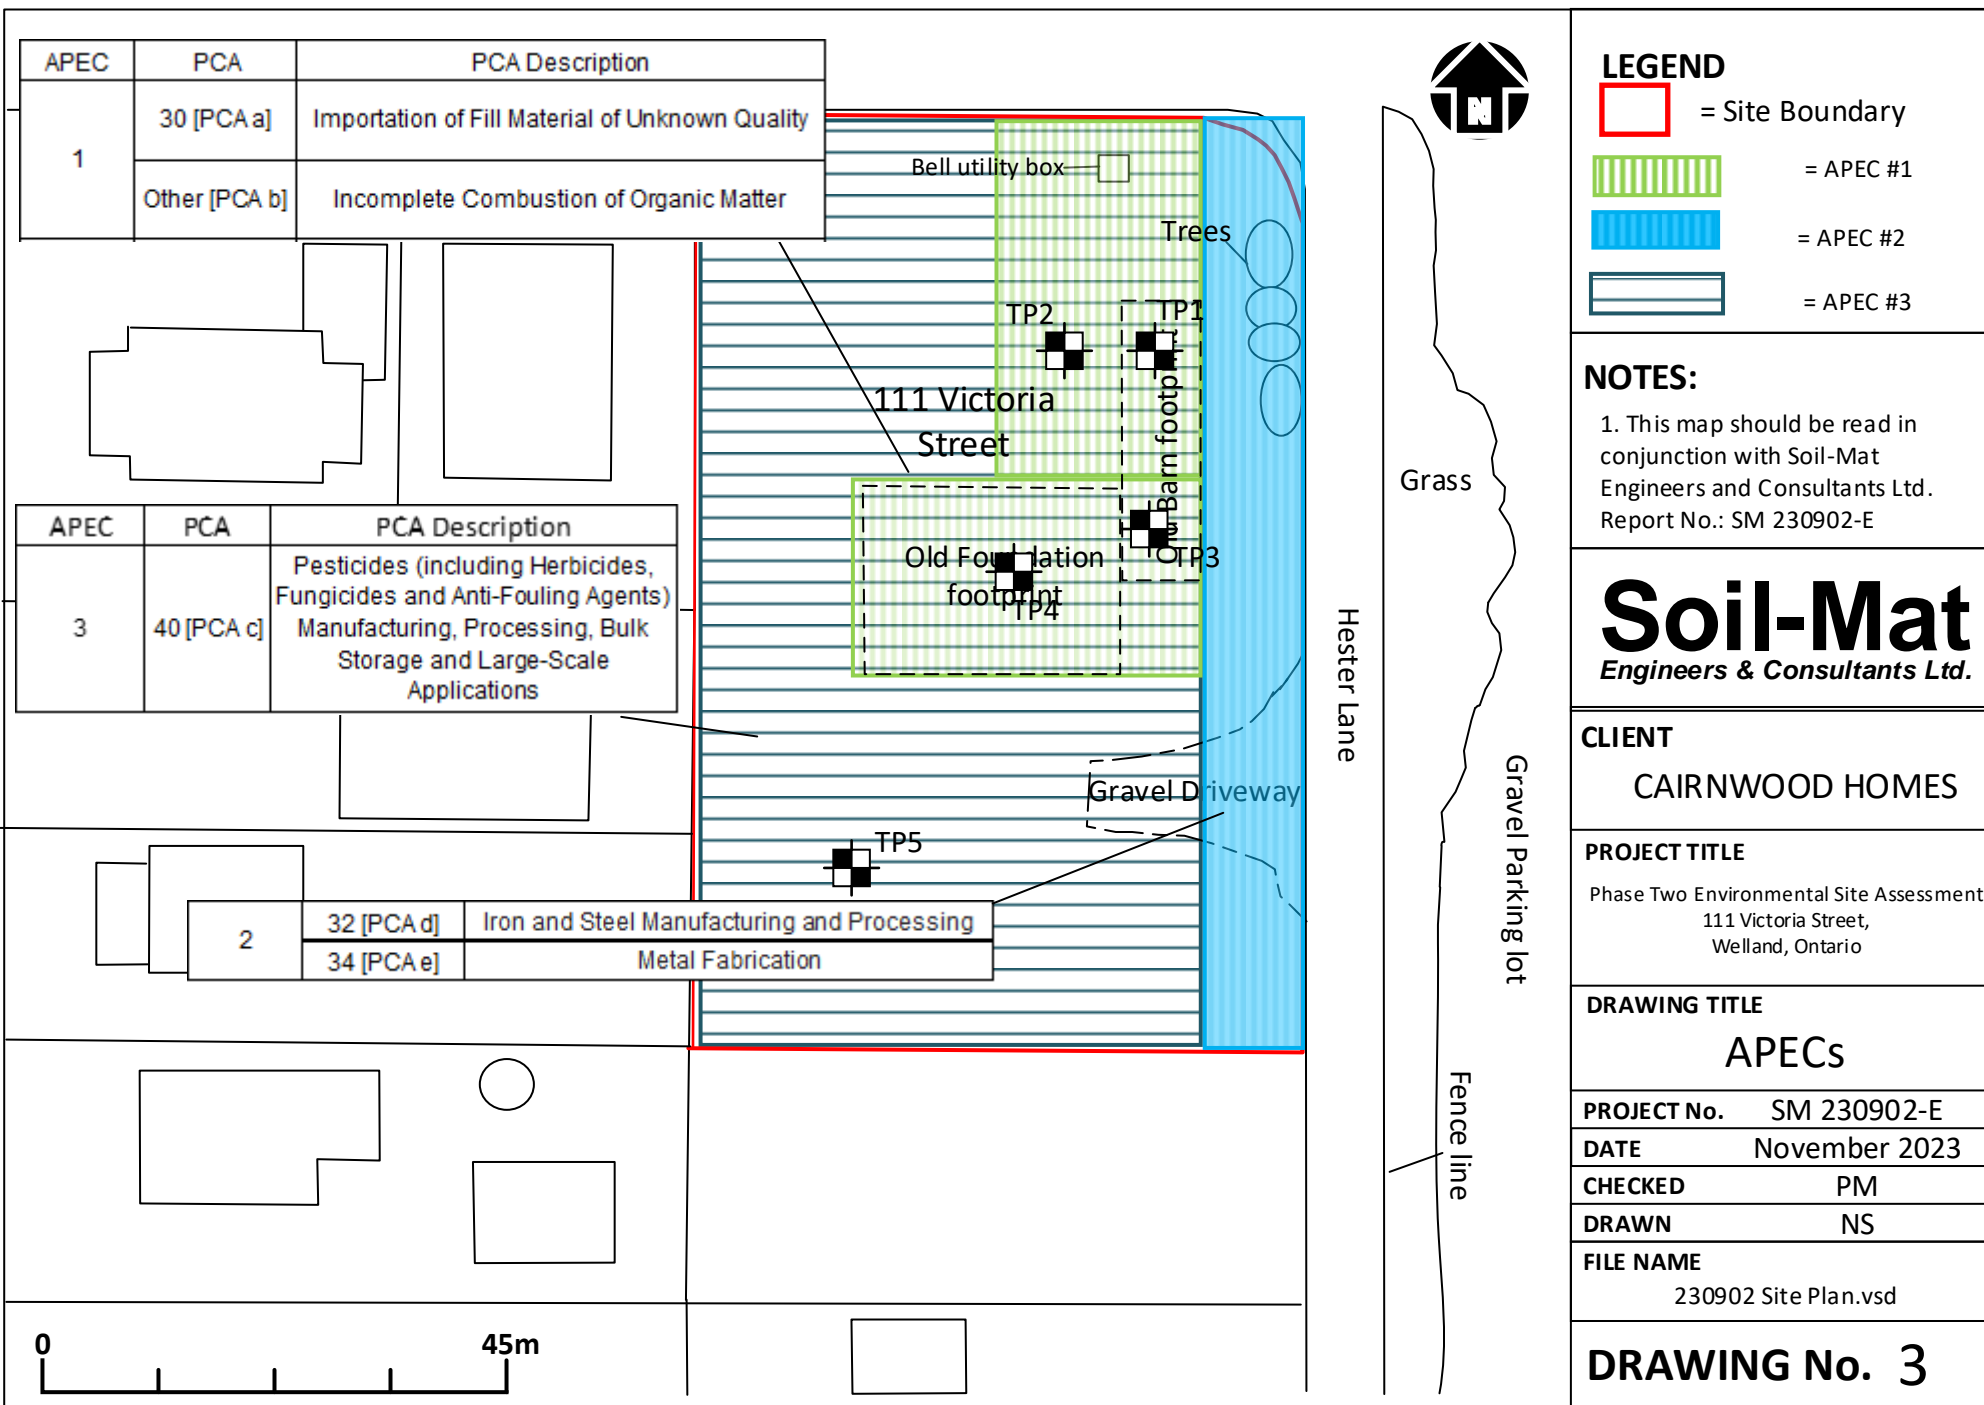 APEC PCA PCA Description
1 30 [PCA a] Importation of Fill Material of Unknown Quality
Other [PCA b] Incomplete Combustion of Organic Matter
Bell utility box
Trees
TP2
TP1
111 Victoria
Street
Barn footprint
TP3
Old Foundation
footprint
TP4
APEC PCA PCA Description
3 40 [PCA c] Pesticides (including Herbicides,
Fungicides and Anti-Fouling Agents)
Manufacturing, Processing, Bulk
Storage and Large-Scale
Applications
Gravel Driveway
TP5
2 32 [PCA d] Iron and Steel Manufacturing and Processing
34 [PCA e] Metal Fabrication
N
Grass
Hester Lane
Gravel Parking lot
Fence line
0 45m
LEGEND
= Site Boundary
= APEC #1
= APEC #2
= APEC #3
NOTES:
1. This map should be read in
conjunction with Soil-Mat
Engineers and Consultants Ltd.
Report No.: SM 230902-E
Soil-Mat
Engineers & Consultants Ltd.
CLIENT
CAIRNWOOD HOMES
PROJECT TITLE
Phase Two Environmental Site Assessment
111 Victoria Street,
Welland, Ontario
DRAWING TITLE
APECs
PROJECT No. SM 230902-E
DATE November 2023
CHECKED PM
DRAWN NS
FILE NAME
230902 Site Plan.vsd
DRAWING No. 3